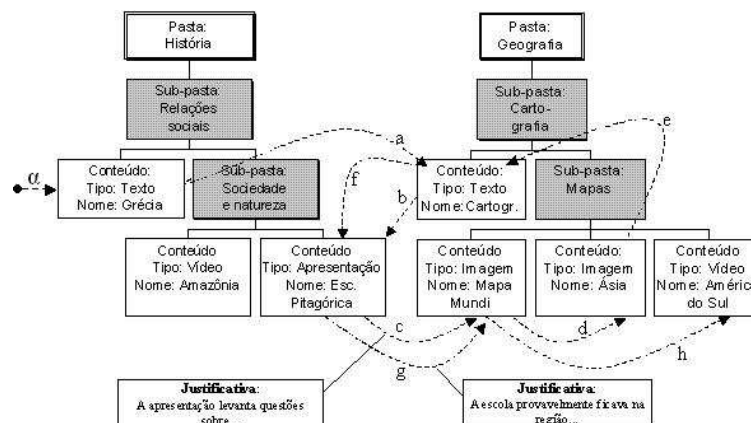 Pasta:
História
Pasta:
Geografia
Sub-pasta:
Relações
sociais
Sub-pasta:
Carto-
grafia
e
a
α
Conteúdo:
Tipo: Texto
Nome: Grécia
Sub-pasta:
Sociedade
e natureza
f
b
Conteúdo:
Tipo: Texto
Nome:Cartogr.
Sub-pasta:
Mapas
Conteúdo
Tipo: Vídeo
Nome: Amazônia
Conteúdo
Tipo: Apresentação
Nome: Esc.
Pitagórica
Conteúdo
Tipo: Imagem
Nome: Mapa
Mundi
Conteúdo
Tipo: Imagem
Nome: Ásia
Conteúdo
Tipo: Vídeo
Nome: Améric
do Sul
c
g
d
h
Justificativa:
A apresentação levanta questões
sobre...
Justificativa:
A escola provavelmente ficava na
região...